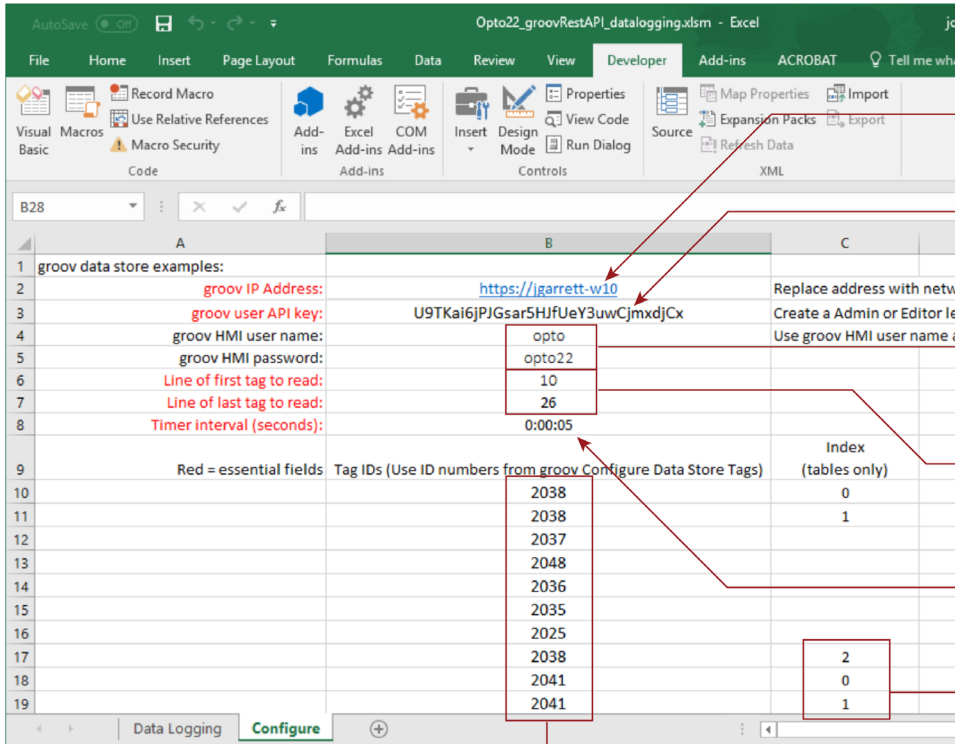 AutoSave Off Opto22_groovRestAPI_datalogging.xlsm - Excel
File Home Insert Page Layout Formulas Data Review View Developer Add-ins ACROBAT Tell me
Visual Basic
Macros
Record Macro
Use Relative References
Macro Security
Code
Add-ins
Excel Add-ins
COM Add-ins
Add-ins
Insert
Design Mode
Properties
View Code
Run Dialog
Controls
Source
Map Properties
Expansion Packs
Refresh Data
Import
Export
XML
B28 fx
A B C
1 groov data store examples:
2 groov IP Address: https://jgarrett-w10 Replace address with
3 groov user API key: U9TKai6jPJGsar5HJfUeY3uwCjmxdjCx Create a Admin or Editor
4 groov HMI user name: opto Use groov HMI user name
5 groov HMI password: opto22
6 Line of first tag to read: 10
7 Line of last tag to read: 26
8 Timer interval (seconds): 0:00:05
9 Red = essential fields Tag IDs (Use ID numbers from groov Configure Data Store Tags) Index (tables only)
10 2038 0
11 2038 1
12 2037
13 2048
14 2036
15 2035
16 2025
17 2038 2
18 2041 0
19 2041 1
Data Logging Configure